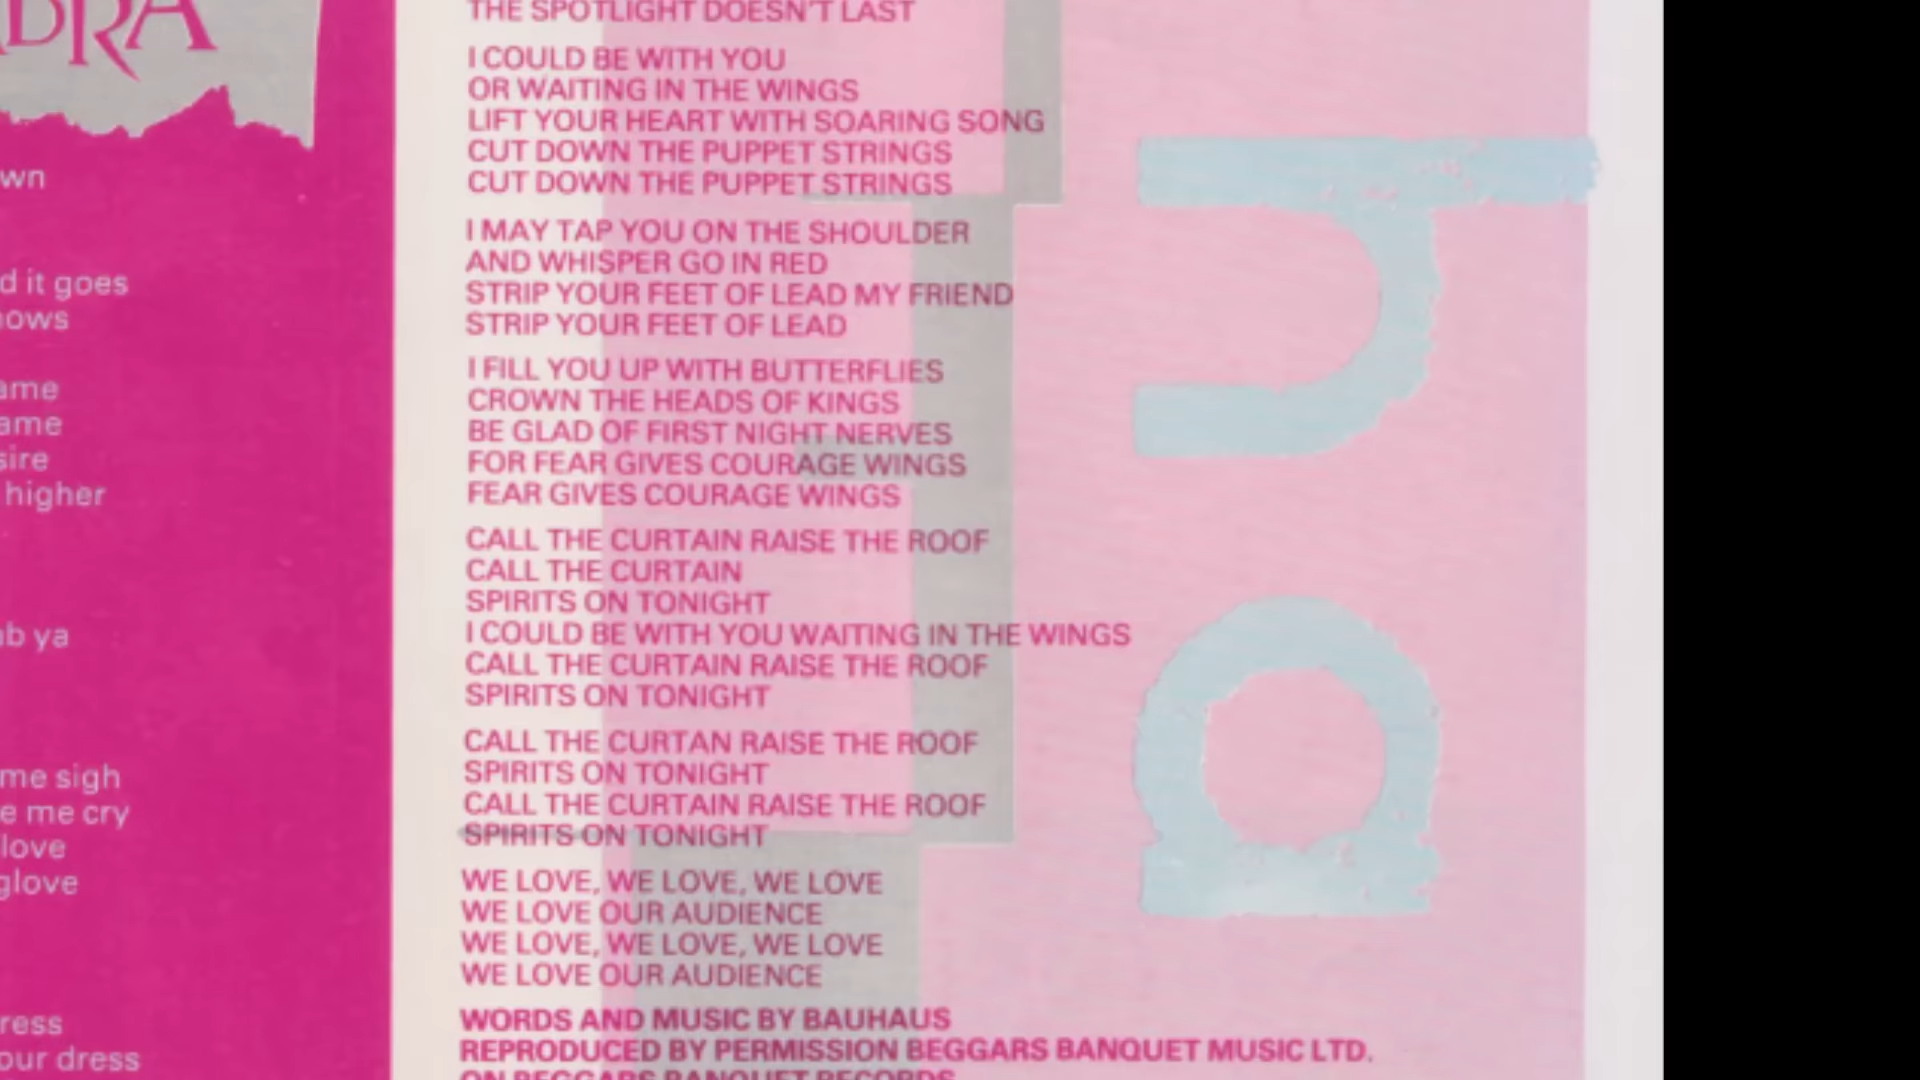 BRA
wn
d it goes
ame
ame
sire
higher
ya
me sigh
e me cry
love
glove
ress
our dress
THE SPOTLIGHT DOESN'T LAST
I COULD BE WITH YOU
OR WAITING IN THE WINGS
LIFT YOUR HEART WITH SOARING SONG
CUT DOWN THE PUPPET STRINGS
CUT DOWN THE PUPPET STRINGS
I MAY TAP YOU ON THE SHOULDER
AND WHISPER GO IN RED
STRIP YOUR FEET OF LEAD MY FRIEND
STRIP YOUR FEET OF LEAD
I FILL YOU UP WITH BUTTERFLIES
CROWN THE HEADS OF KINGS
BE GLAD OF FIRST NIGHT NERVES
FOR FEAR GIVES COURAGE WINGS
FEAR GIVES COURAGE WINGS
CALL THE CURTAIN RAISE THE ROOF
CALL THE CURTAIN
SPIRITS ON TONIGHT
I COULD BE WITH YOU WAITING IN THE WINGS
CALL THE CURTAIN RAISE THE ROOF
SPIRITS ON TONIGHT
CALL THE CURTAN RAISE THE ROOF
SPIRITS ON TONIGHT
CALL THE CURTAIN RAISE THE ROOF
SPIRITS ON TONIGHT
WE LOVE, WE LOVE, WE LOVE
WE LOVE OUR AUDIENCE
WE LOVE, WE LOVE, WE LOVE
WE LOVE OUR AUDIENCE
WORDS AND MUSIC BY BAUHAUS
REPRODUCED BY PERMISSION BEGGARS BANQUET MUSIC LTD.
ON BEGGARS BANQUET RECORDS